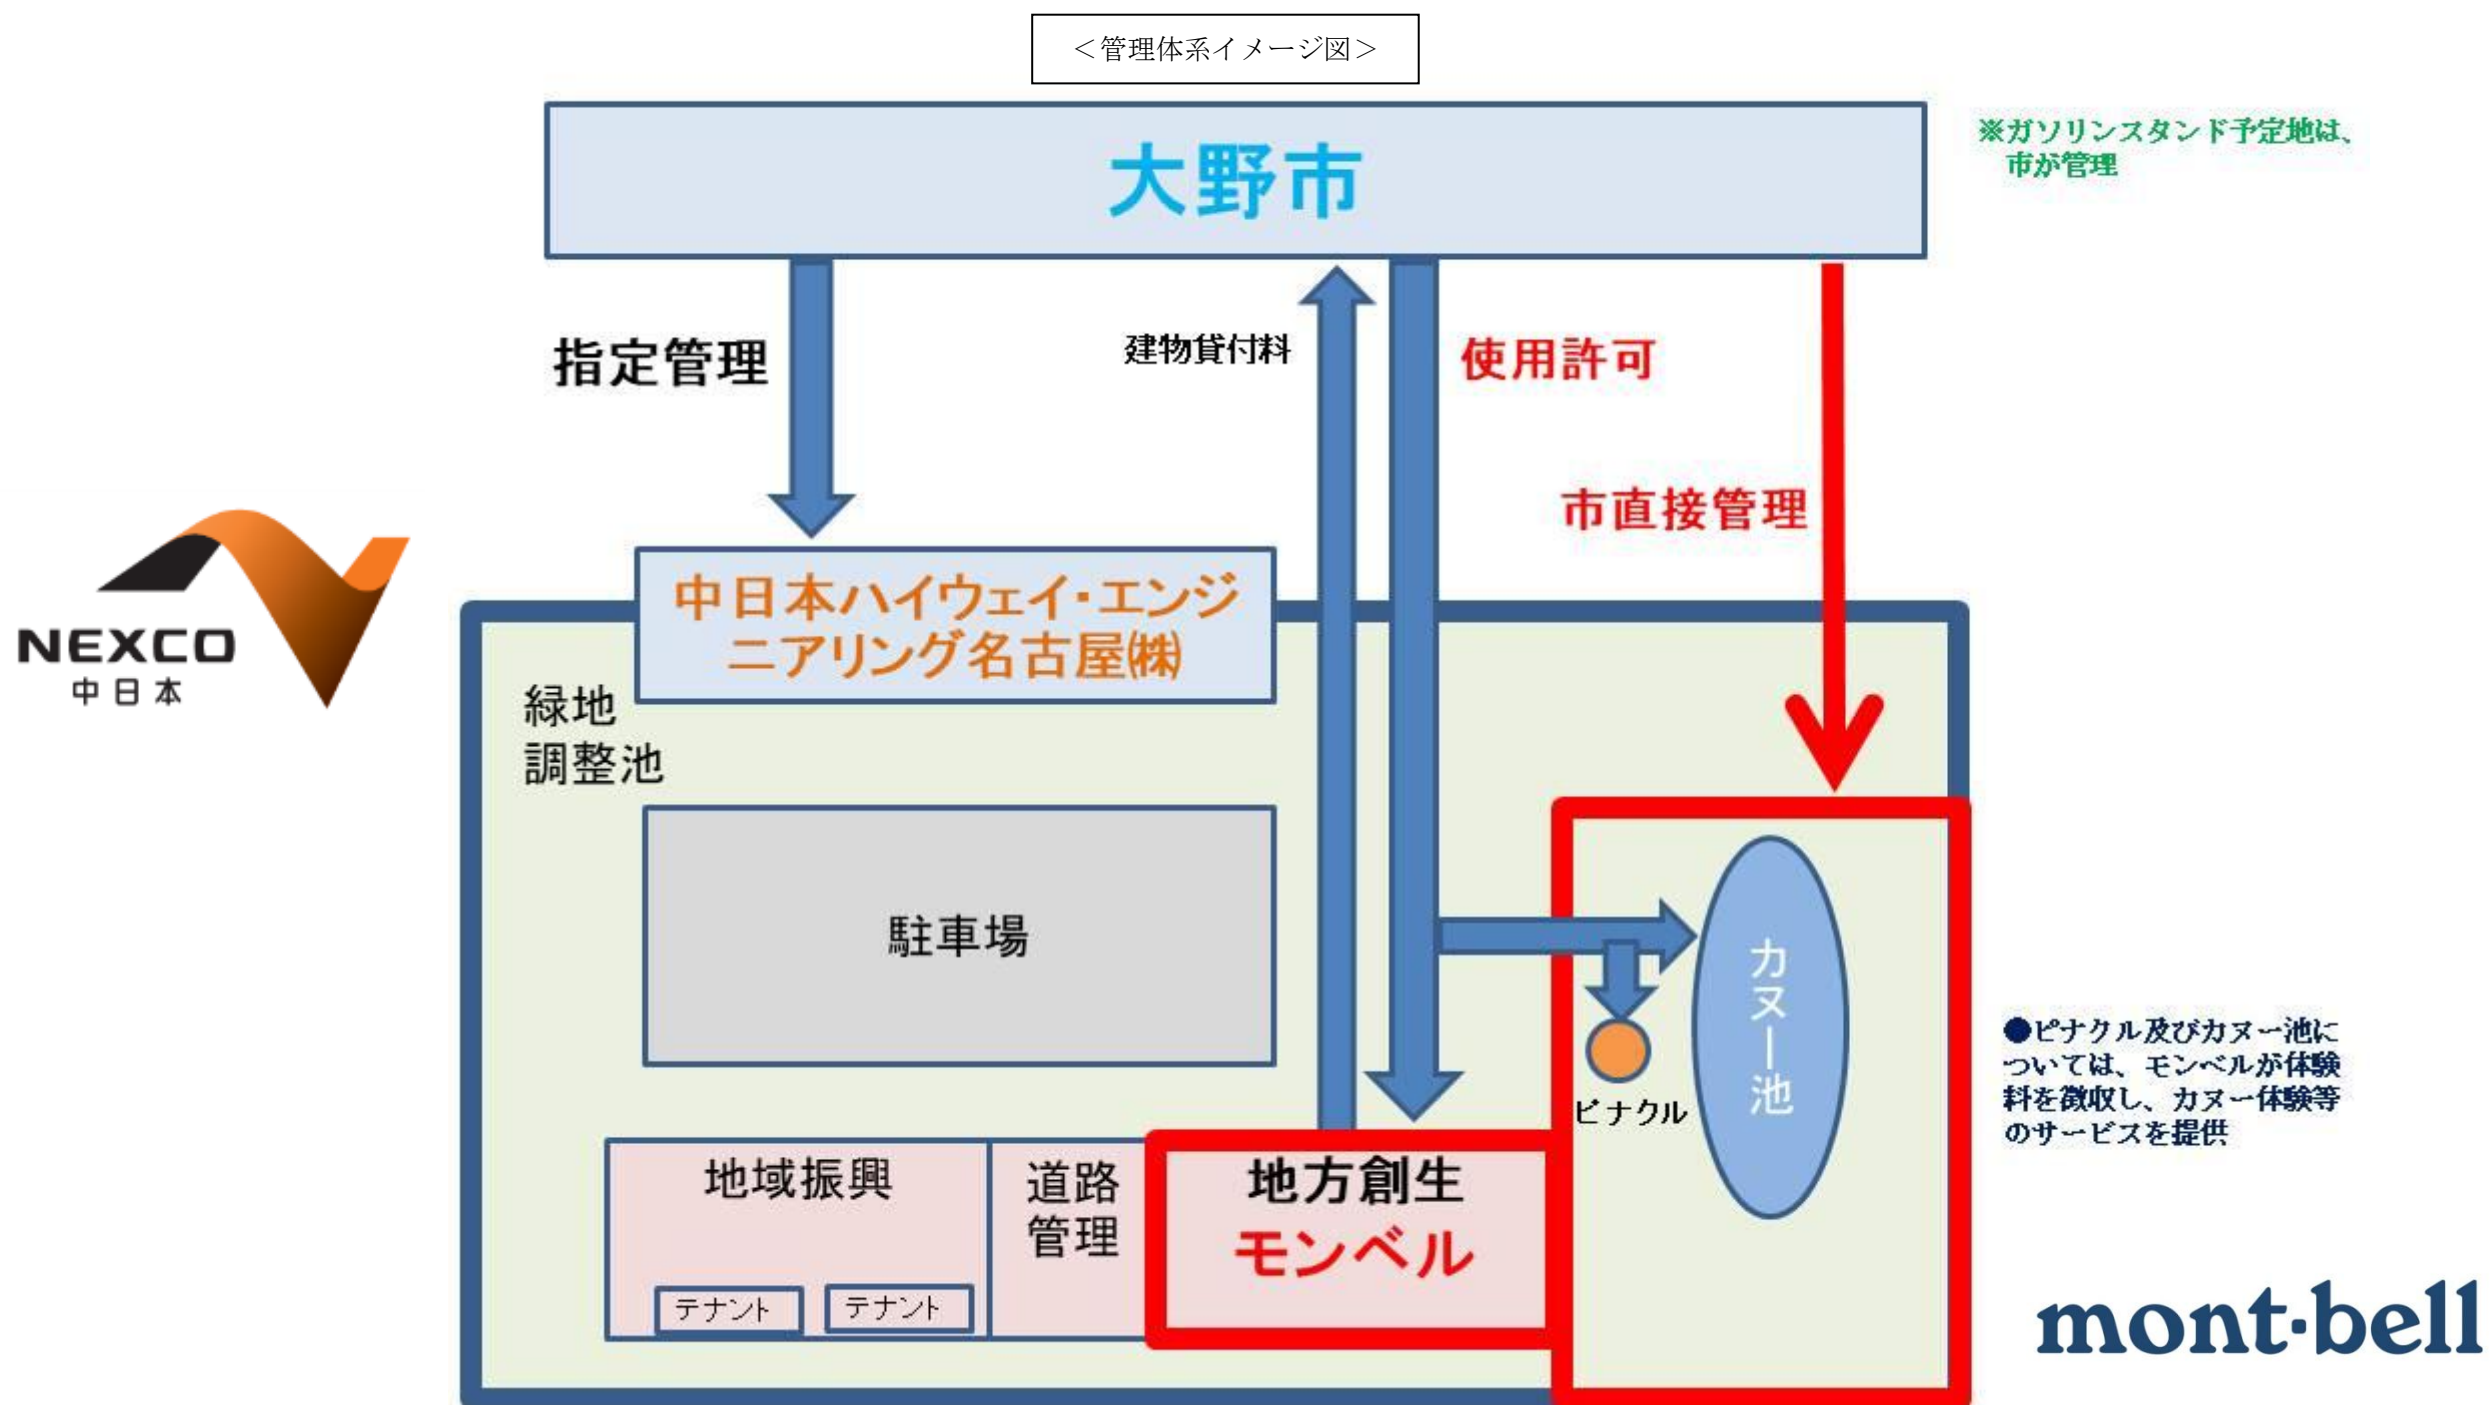 ＜管理体系イメージ図＞
大野市
※ガソリンスタンド予定地は、
市が管理
指定管理
建物貸付料
使用許可
市直接管理
中日本ハイウェイ・エンジ
ニアリング名古屋㈱
NEXCO
中日本
緑地
調整池
駐車場
カヌー池
ピナクル
●ピナクル及びカヌー池に
ついては、モンベルが体験
料を徴収し、カヌー体験等
のサービスを提供
地域振興
テナント
テナント
道路
管理
地方創生
モンベル
mont-bell